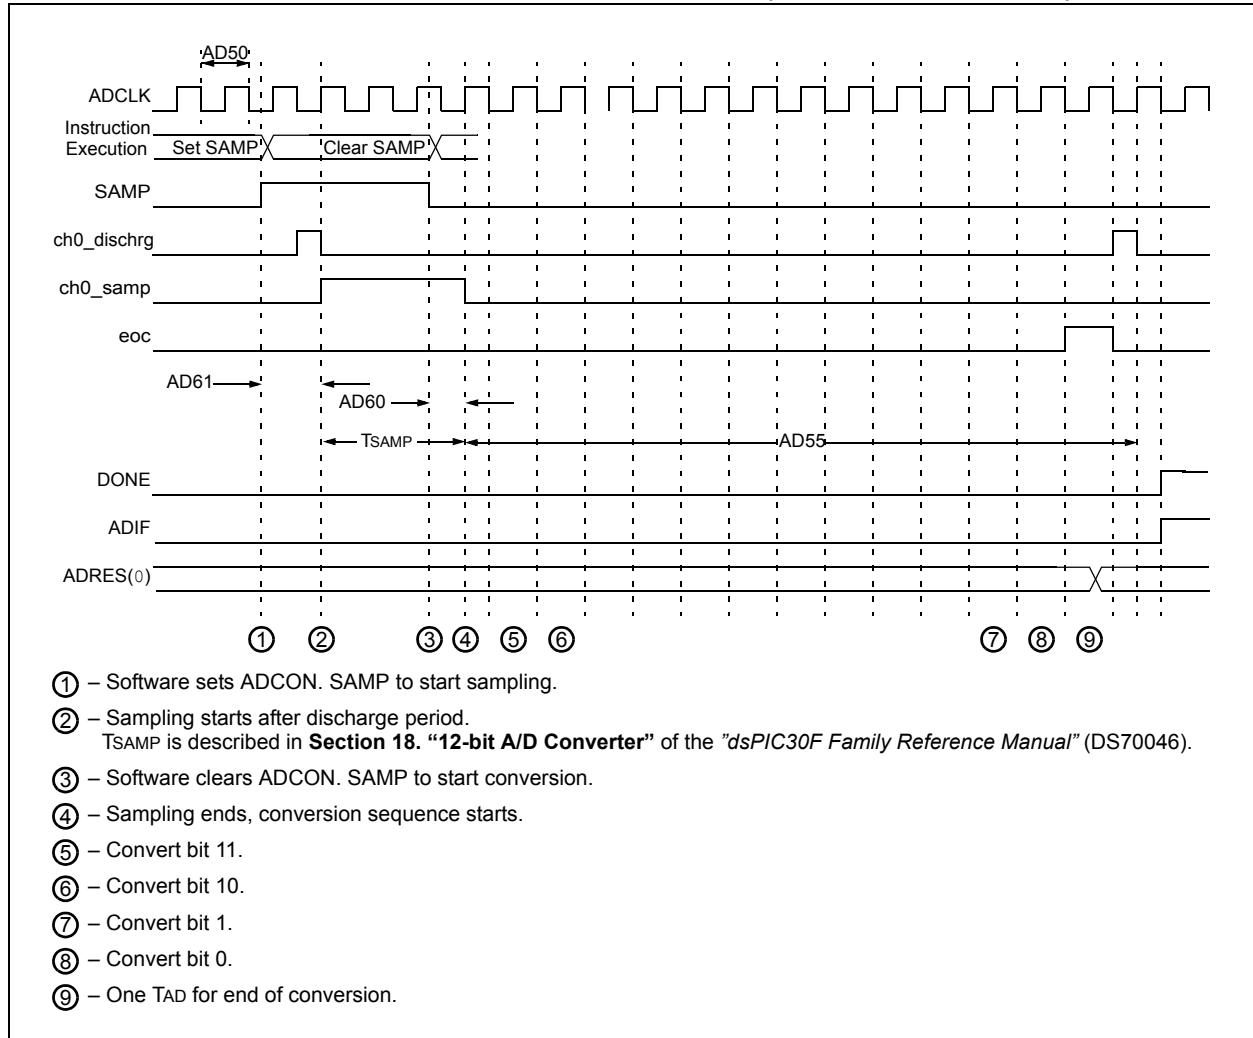 AD50
ADCLK
Instruction
Execution Set SAMP Clear SAMP
SAMP
ch0_dischrg
ch0_samp
eoc
AD61
AD60
TSAMP AD55
DONE
ADIF
ADRES(0)
1 2 3 4 5 6 7 8 9
1 – Software sets ADCON. SAMP to start sampling.
2 – Sampling starts after discharge period.
TSAMP is described in Section 18. “12-bit A/D Converter” of the ”dsPIC30F Family Reference Manual” (DS70046).
3 – Software clears ADCON. SAMP to start conversion.
4 – Sampling ends, conversion sequence starts.
5 – Convert bit 11.
6 – Convert bit 10.
7 – Convert bit 1.
8 – Convert bit 0.
9 – One TAD for end of conversion.